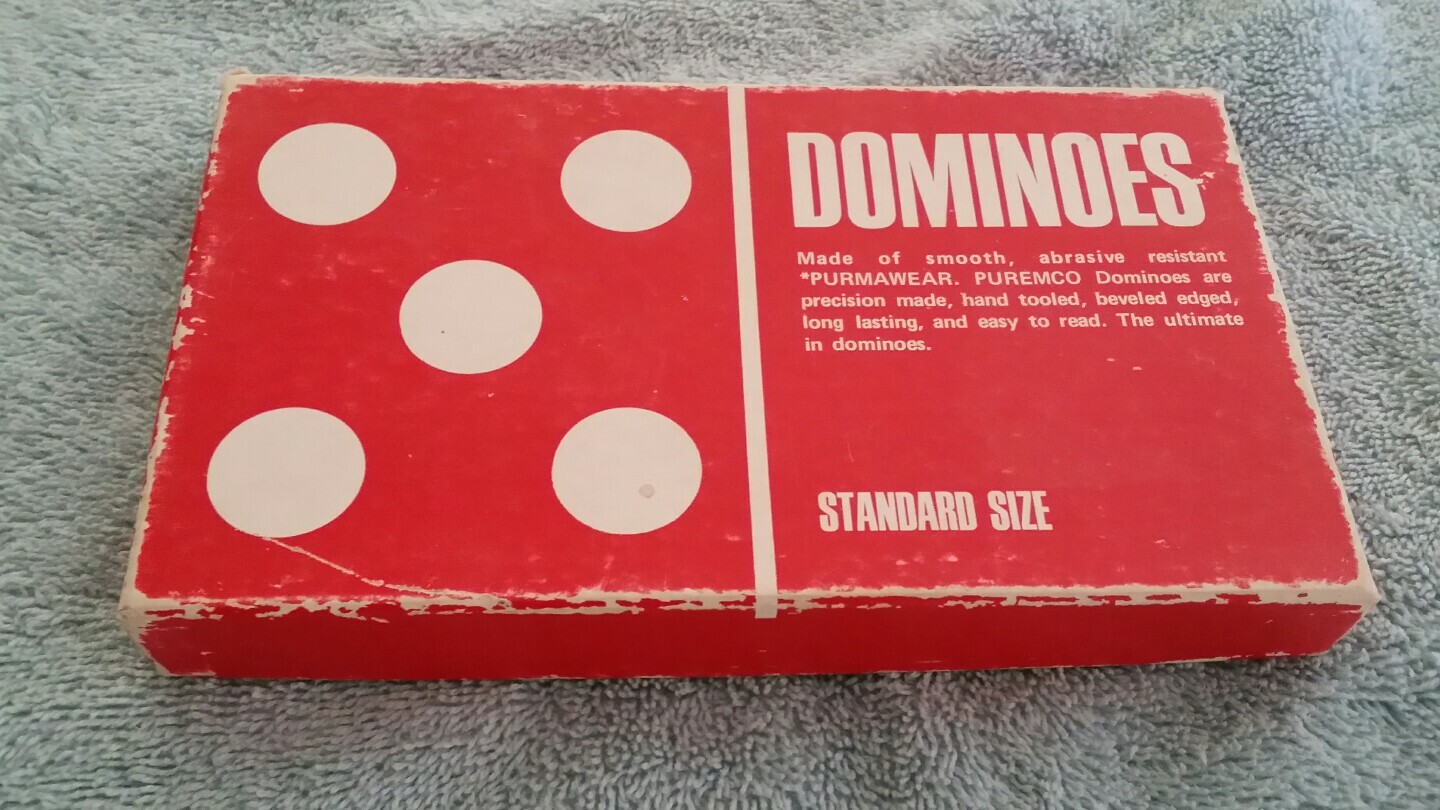 DOMINOES
Made of smooth, abrasive resistant
*PURMAWEAR. PUREMCO Dominoes are
precision made, hand tooled, beveled edged,
long lasting, and easy to read. The ultimate
in dominoes.
STANDARD SIZE